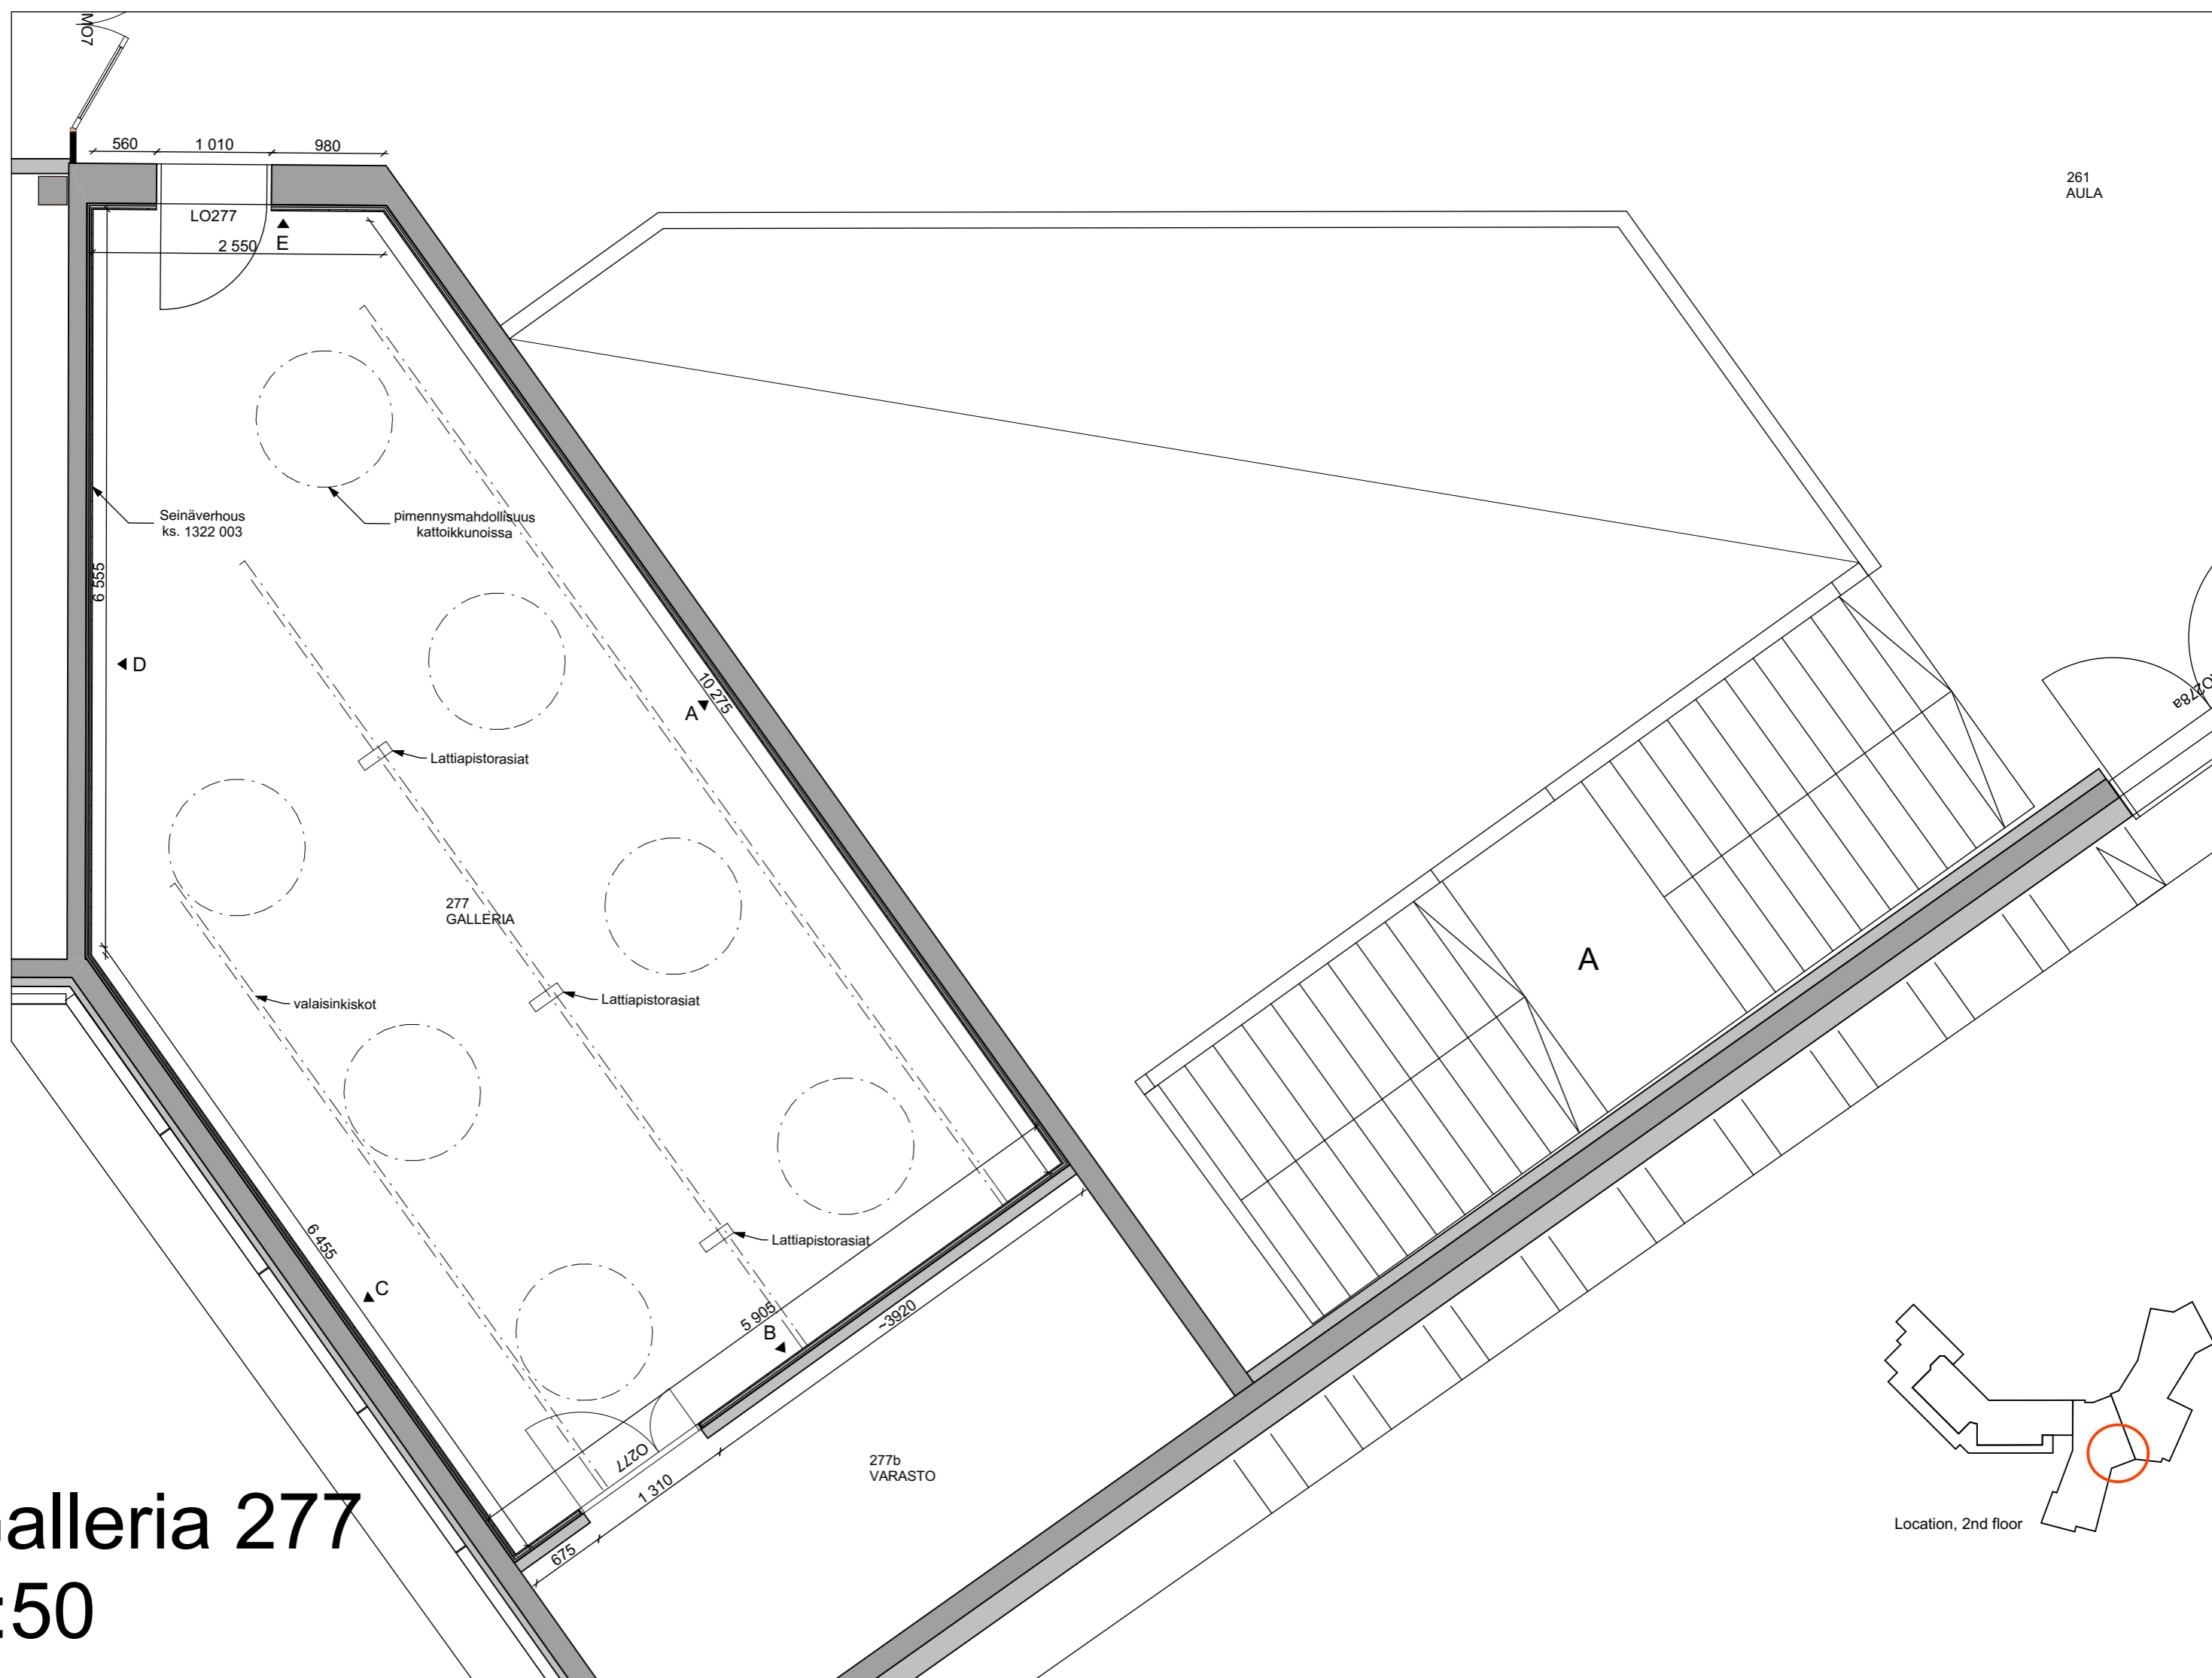 MO7
560
1 010
980
261
AULA
LO277
E
2 550
Seinäverhous
ks. 1322 003
pimennysmahdollisuus
kattoikkunoissa
6 555
D
10 275
A
O278a
Lattiapistorasiat
277
GALLERIA
A
Lattiapistorasiat
valaisinkiskot
Lattiapistorasiat
6 455
C
5 905
B
~3920
O277
1 310
277b
VARASTO
675
Location, 2nd floor
alleria 277
:50